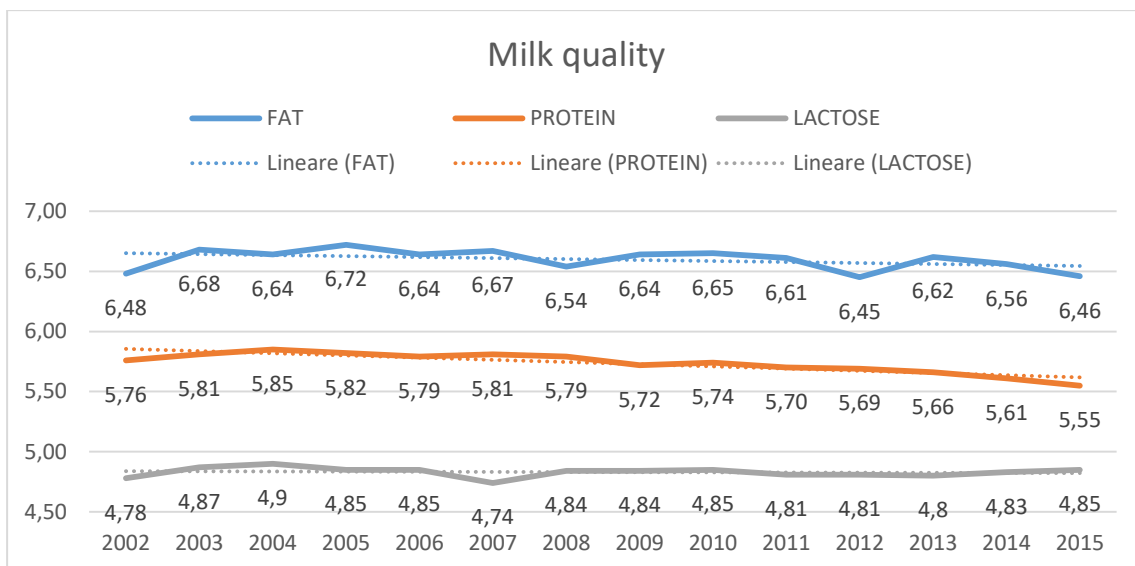 Milk quality
FAT PROTEIN LACTOSE
Lineare (FAT) Lineare (PROTEIN) Lineare (LACTOSE)
7,00
6,50
6,48 6,68 6,64 6,72 6,64 6,67 6,54 6,64 6,65 6,61 6,45 6,62 6,56 6,46
6,00
5,76 5,81 5,85 5,82 5,79 5,81 5,79 5,72 5,74 5,70 5,69 5,66 5,61 5,55
5,50
5,00
4,78 4,87 4,9 4,85 4,85 4,74 4,84 4,84 4,85 4,81 4,81 4,8 4,83 4,85
4,50
2002 2003 2004 2005 2006 2007 2008 2009 2010 2011 2012 2013 2014 2015